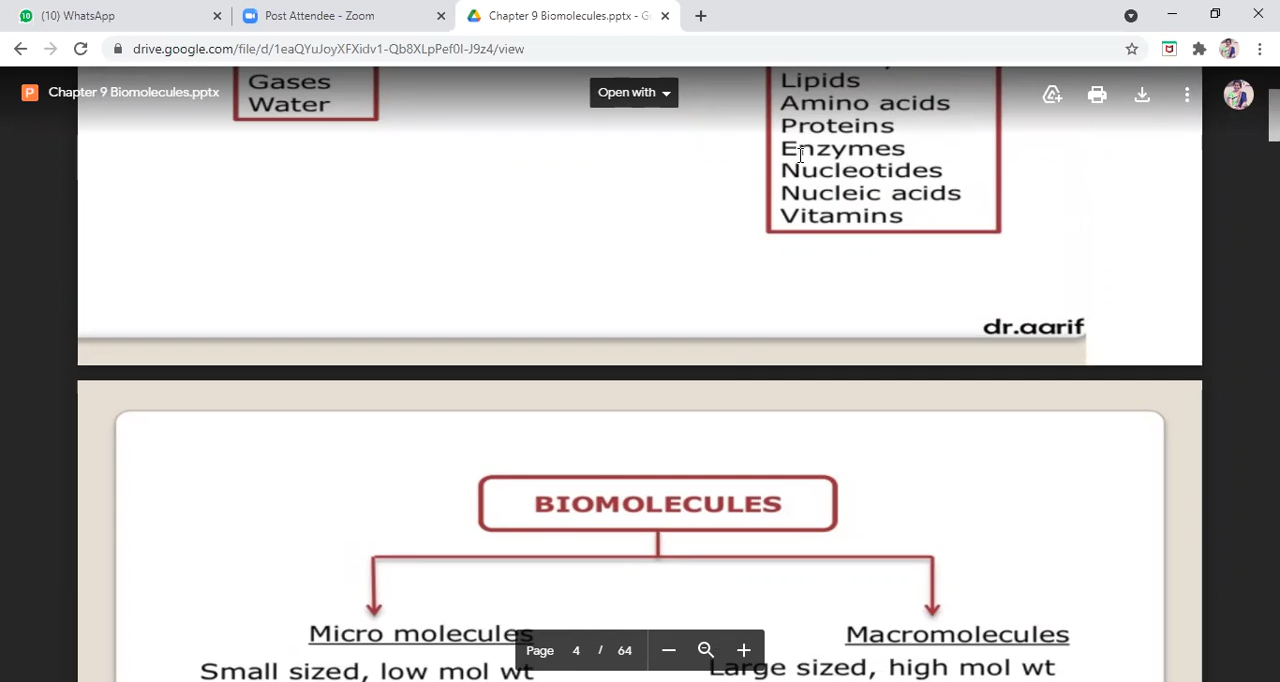 (10) WhatsApp
Post Attendee - Zoom
Chapter 9 Biomolecules.pptx - Go
drive.google.com/file/d/1eaQYuJoyXFXidv1-Qb8XLpPef0I-J9z4/view
P
Chapter 9 Biomolecules.pptx
Open with
Gases
Water
Lipids
Amino acids
Proteins
Enzymes
Nucleotides
Nucleic acids
Vitamins
dr.aarif
BIOMOLECULES
Micro molecules
Small sized, low mol wt
Macromolecules
Large sized, high mol wt
Page 4 / 64